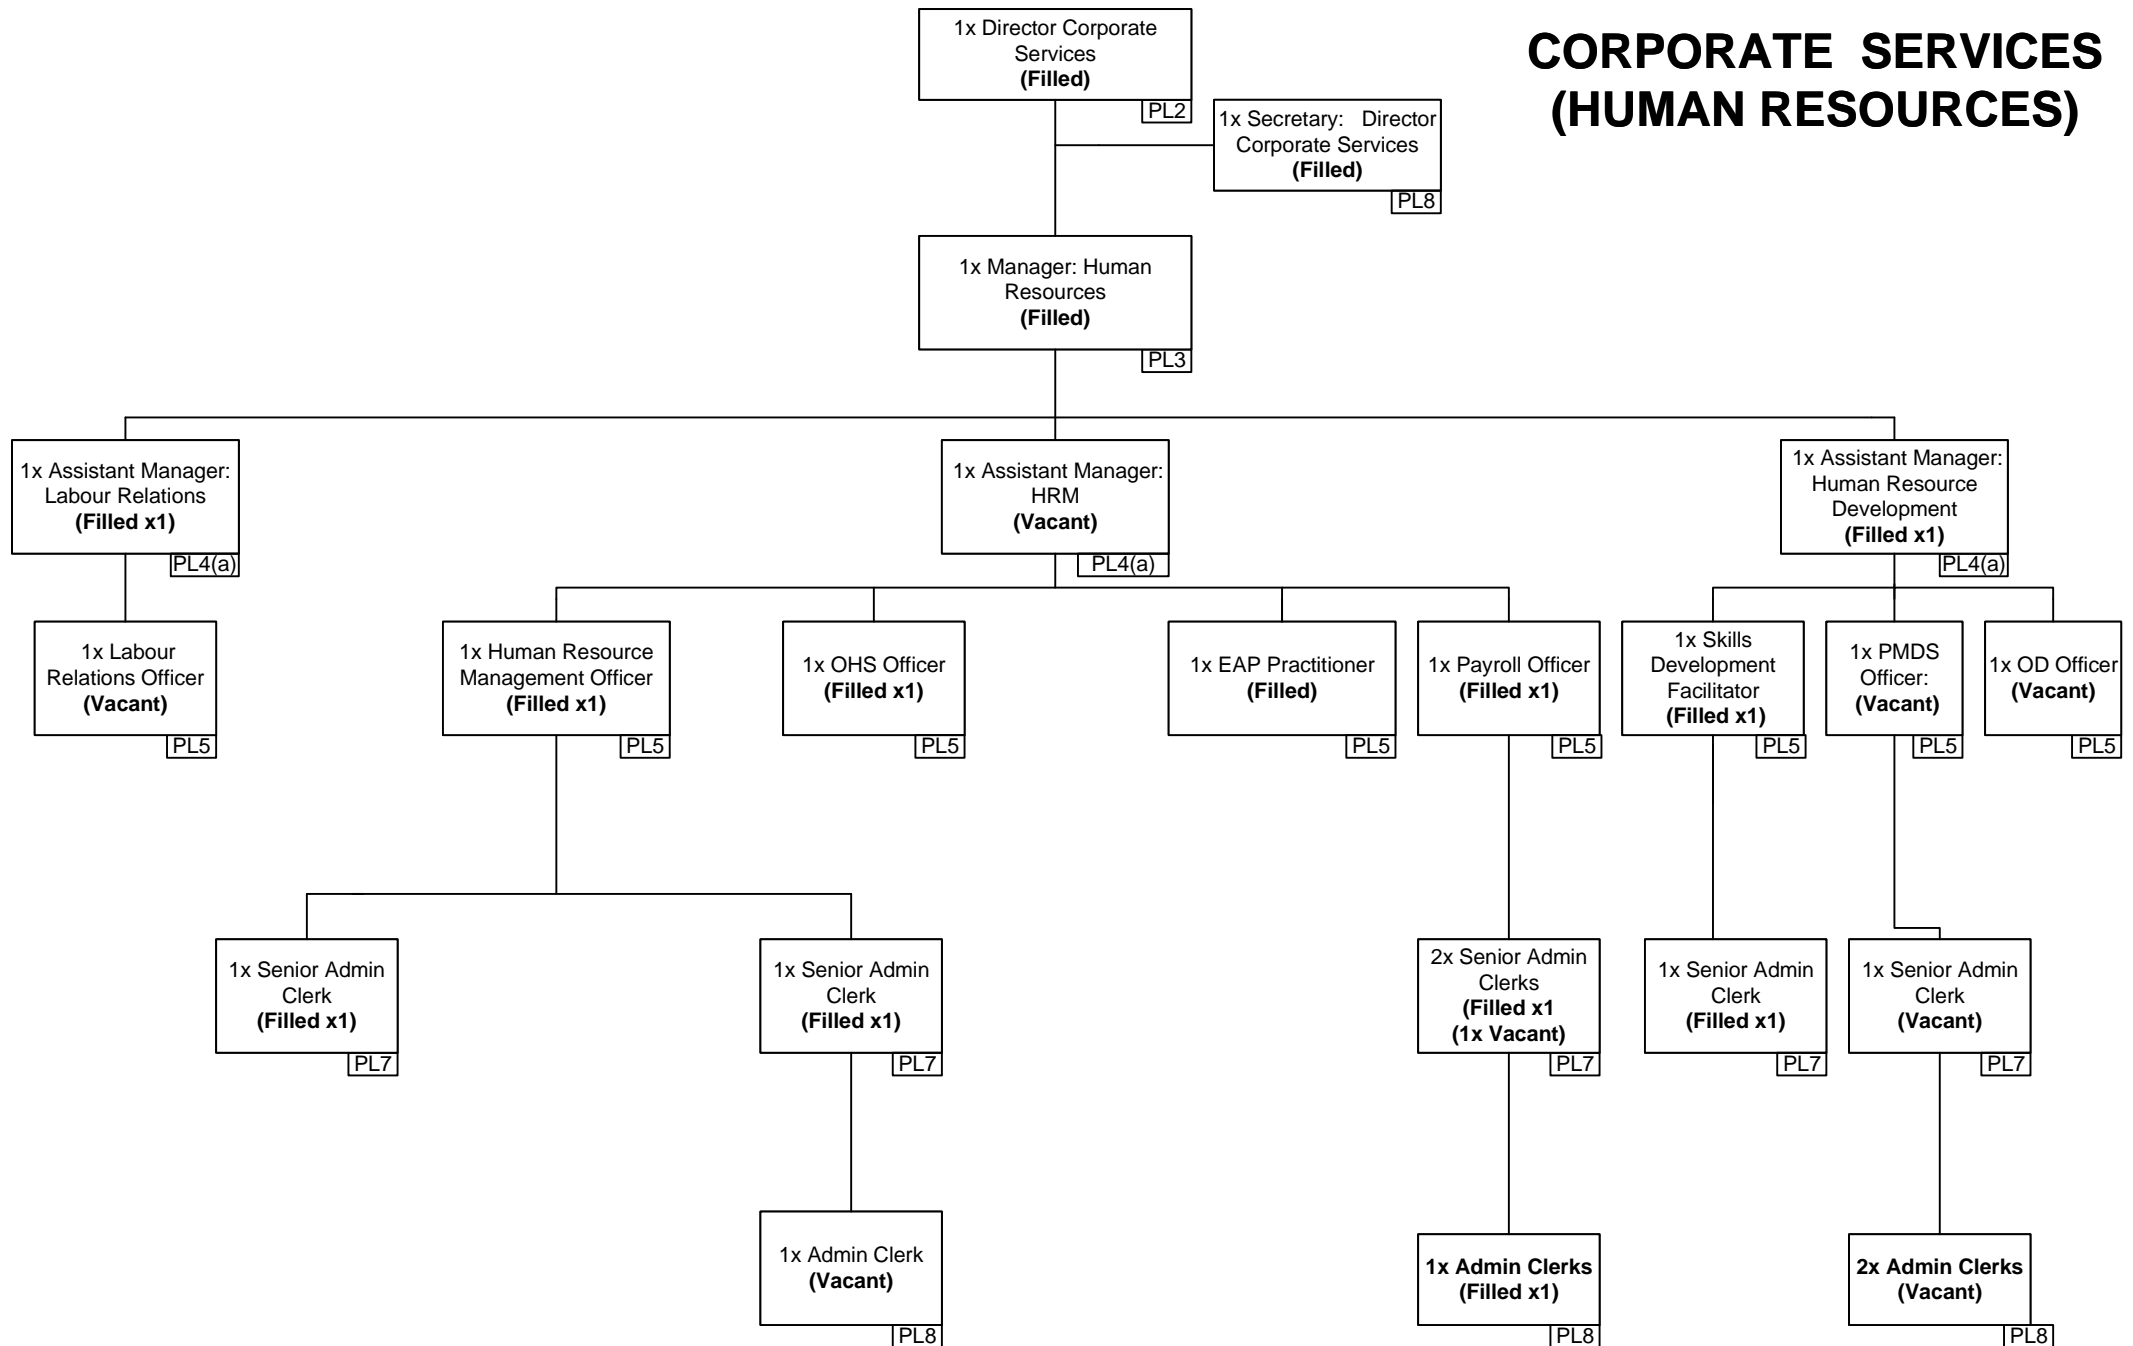 CORPORATE SERVICES
(HUMAN RESOURCES)
1x Director Corporate
Services
(Filled)
PL2
1x Secretary: Director
Corporate Services
(Filled)
PL8
1x Manager: Human
Resources
(Filled)
PL3
1x Assistant Manager:
Labour Relations
(Filled x1)
PL4(a)
1x Assistant Manager:
HRM
(Vacant)
PL4(a)
1x Assistant Manager:
Human Resource
Development
(Filled x1)
PL4(a)
1x Labour
Relations Officer
(Vacant)
PL5
1x Human Resource
Management Officer
(Filled x1)
PL5
1x OHS Officer
(Filled x1)
PL5
1x EAP Practitioner
(Filled)
PL5
1x Payroll Officer
(Filled x1)
PL5
1x Skills
Development
Facilitator
(Filled x1)
PL5
1x PMDS
Officer:
(Vacant)
PL5
1x OD Officer
(Vacant)
PL5
1x Senior Admin
Clerk
(Filled x1)
PL7
1x Senior Admin
Clerk
(Filled x1)
PL7
2x Senior Admin
Clerks
(Filled x1
(1x Vacant)
PL7
1x Senior Admin
Clerk
(Filled x1)
PL7
1x Senior Admin
Clerk
(Vacant)
PL7
1x Admin Clerk
(Vacant)
PL8
1x Admin Clerks
(Filled x1)
PL8
2x Admin Clerks
(Vacant)
PL8